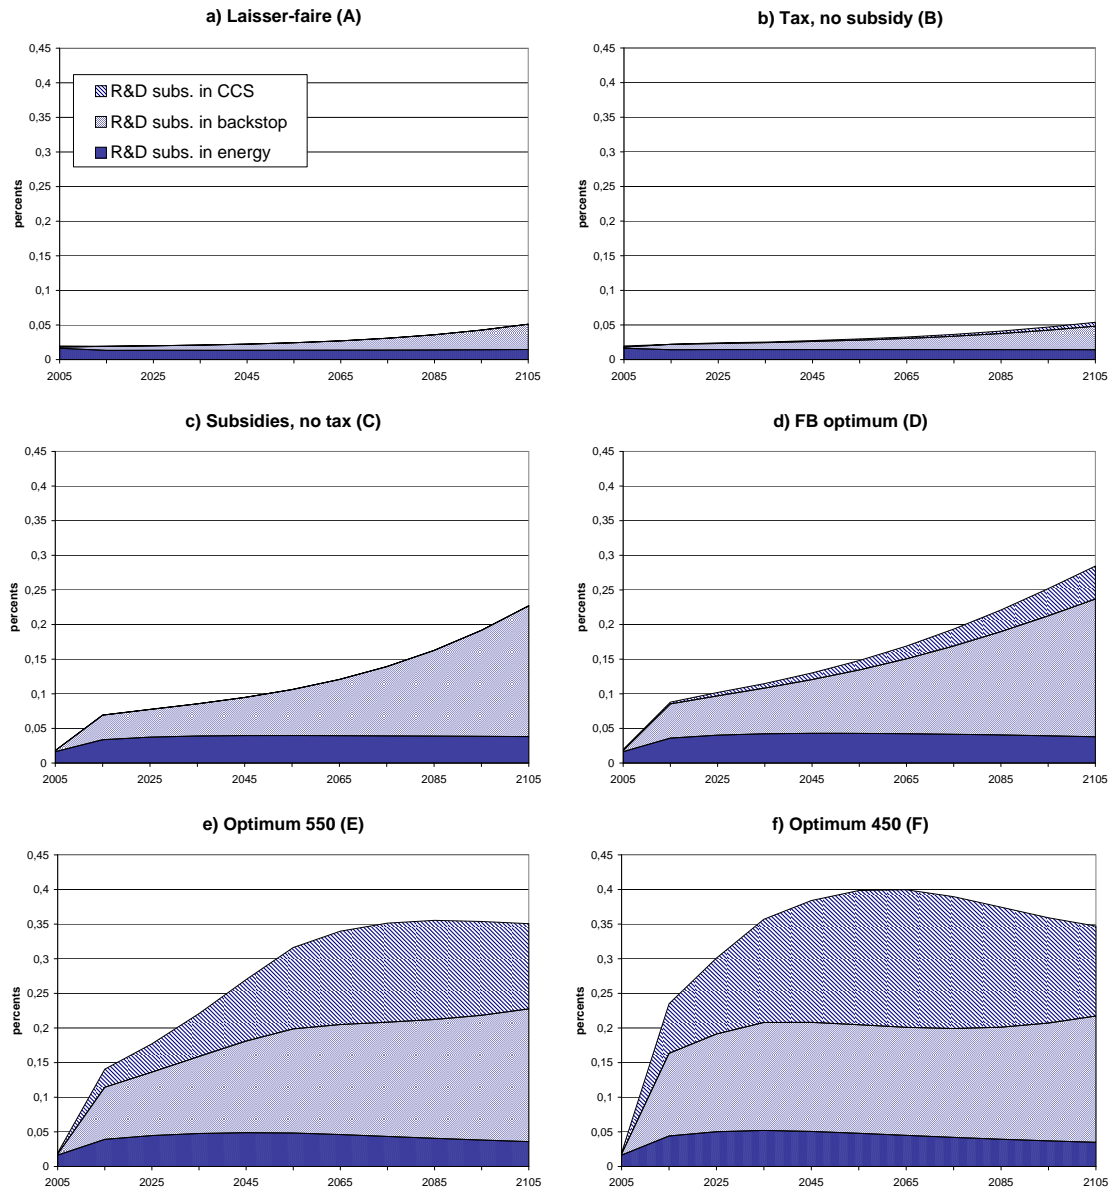 a) Laisser-faire (A)
percents
0,45
0,4
0,35
0,3
0,25
0,2
0,15
0,1
0,05
0
R&D subs. in CCS
R&D subs. in backstop
R&D subs. in energy
2005 2025 2045 2065 2085 2105
b) Tax, no subsidy (B)
percents
0,45
0,4
0,35
0,3
0,25
0,2
0,15
0,1
0,05
0
2005 2025 2045 2065 2085 2105
c) Subsidies, no tax (C)
percents
0,45
0,4
0,35
0,3
0,25
0,2
0,15
0,1
0,05
0
2005 2025 2045 2065 2085 2105
d) FB optimum (D)
percents
0,45
0,4
0,35
0,3
0,25
0,2
0,15
0,1
0,05
0
2005 2025 2045 2065 2085 2105
e) Optimum 550 (E)
percents
0,45
0,4
0,35
0,3
0,25
0,2
0,15
0,1
0,05
0
2005 2025 2045 2065 2085 2105
f) Optimum 450 (F)
percents
0,45
0,4
0,35
0,3
0,25
0,2
0,15
0,1
0,05
0
2005 2025 2045 2065 2085 2105